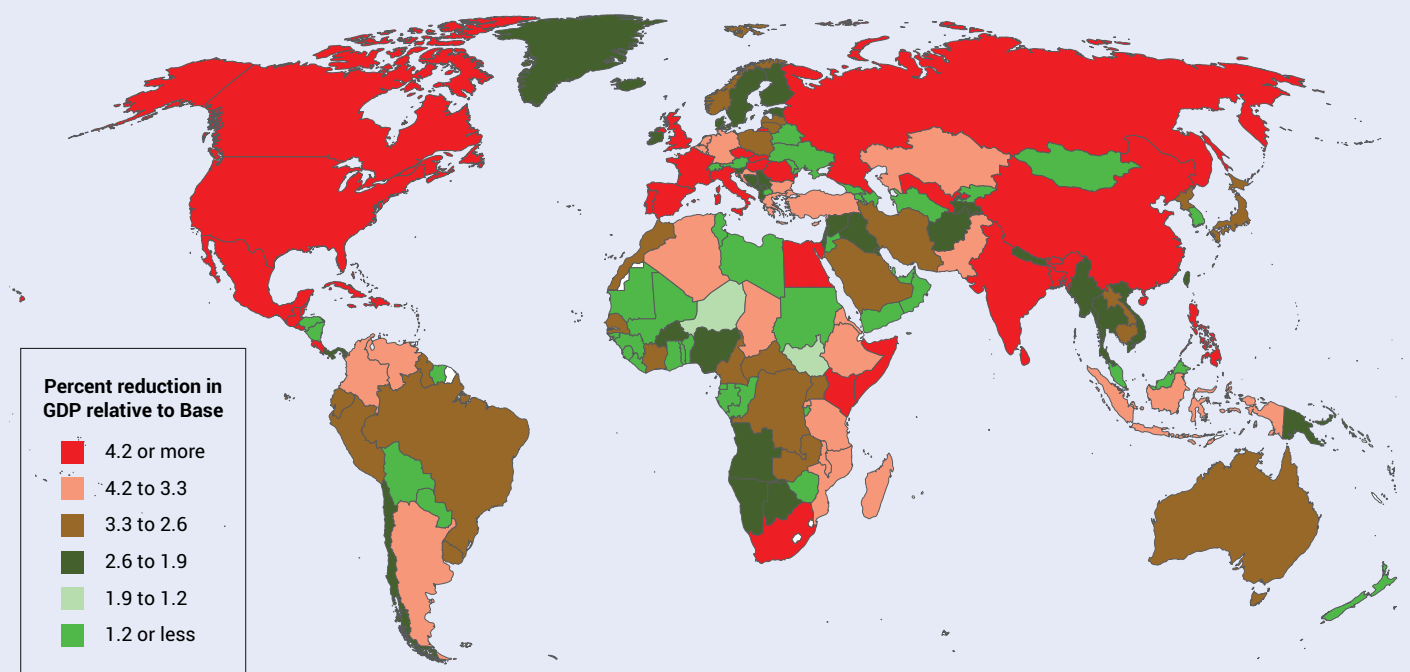 Percent reduction in
GDP relative to Base
4.2 or more
4.2 to 3.3
3.3 to 2.6
2.6 to 1.9
1.9 to 1.2
1.2 or less